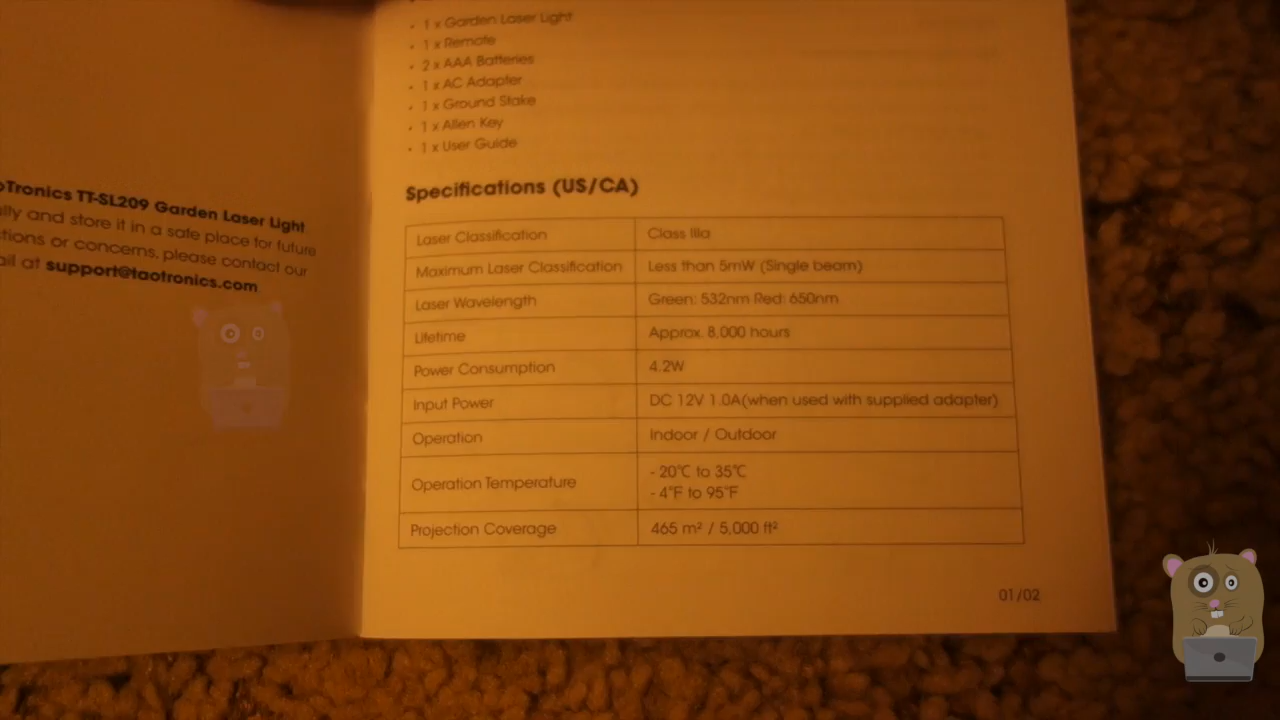 Tronics TT-SL209 Garden Laser Light
and store it in a safe place for future
or concerns, please contact our
at support@taotronics.com
• 1 x Garden Laser Light
• 1 x Remote
• 2 x AAA Batteries
• 1 x AC Adapter
• 1 x Ground Stake
• 1 x Allen Key
• 1 x User Guide
Specifications (US/CA)
Laser Classification Class IIIa
Maximum Laser Classification Less than 5mW (Single beam)
Laser Wavelength Green: 532nm Red: 650nm
Lifetime Approx. 8,000 hours
Power Consumption 4.2W
Input Power DC 12V 1.0A(when used with supplied adapter)
Operation Indoor / Outdoor
Operation Temperature - 20°C to 35°C
- 4°F to 95°F
Projection Coverage 465 m² / 5,000 ft²
01/02